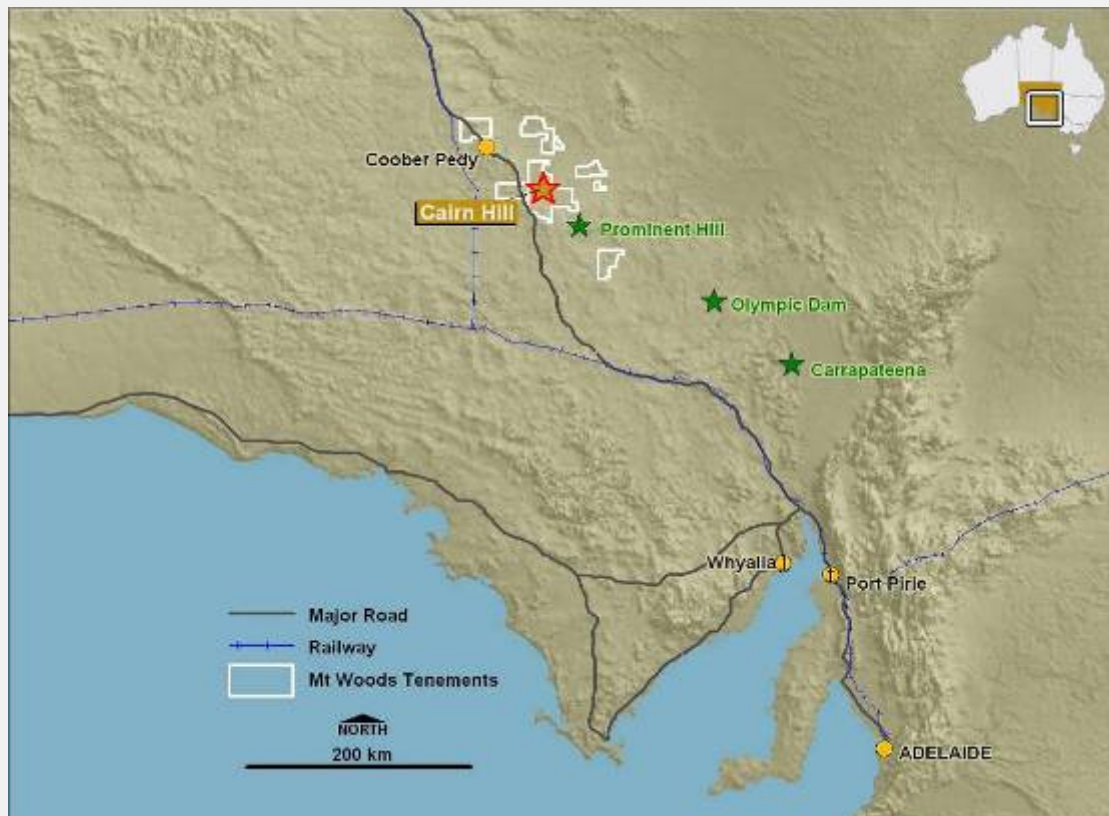 Coober Pedy
Cairn Hill
Prominent Hill
Olympic Dam
Carrapateena
Whyalla
Port Pirie
Major Road
Railway
Mt Woods Tenements
NORTH
200 km
ADELAIDE